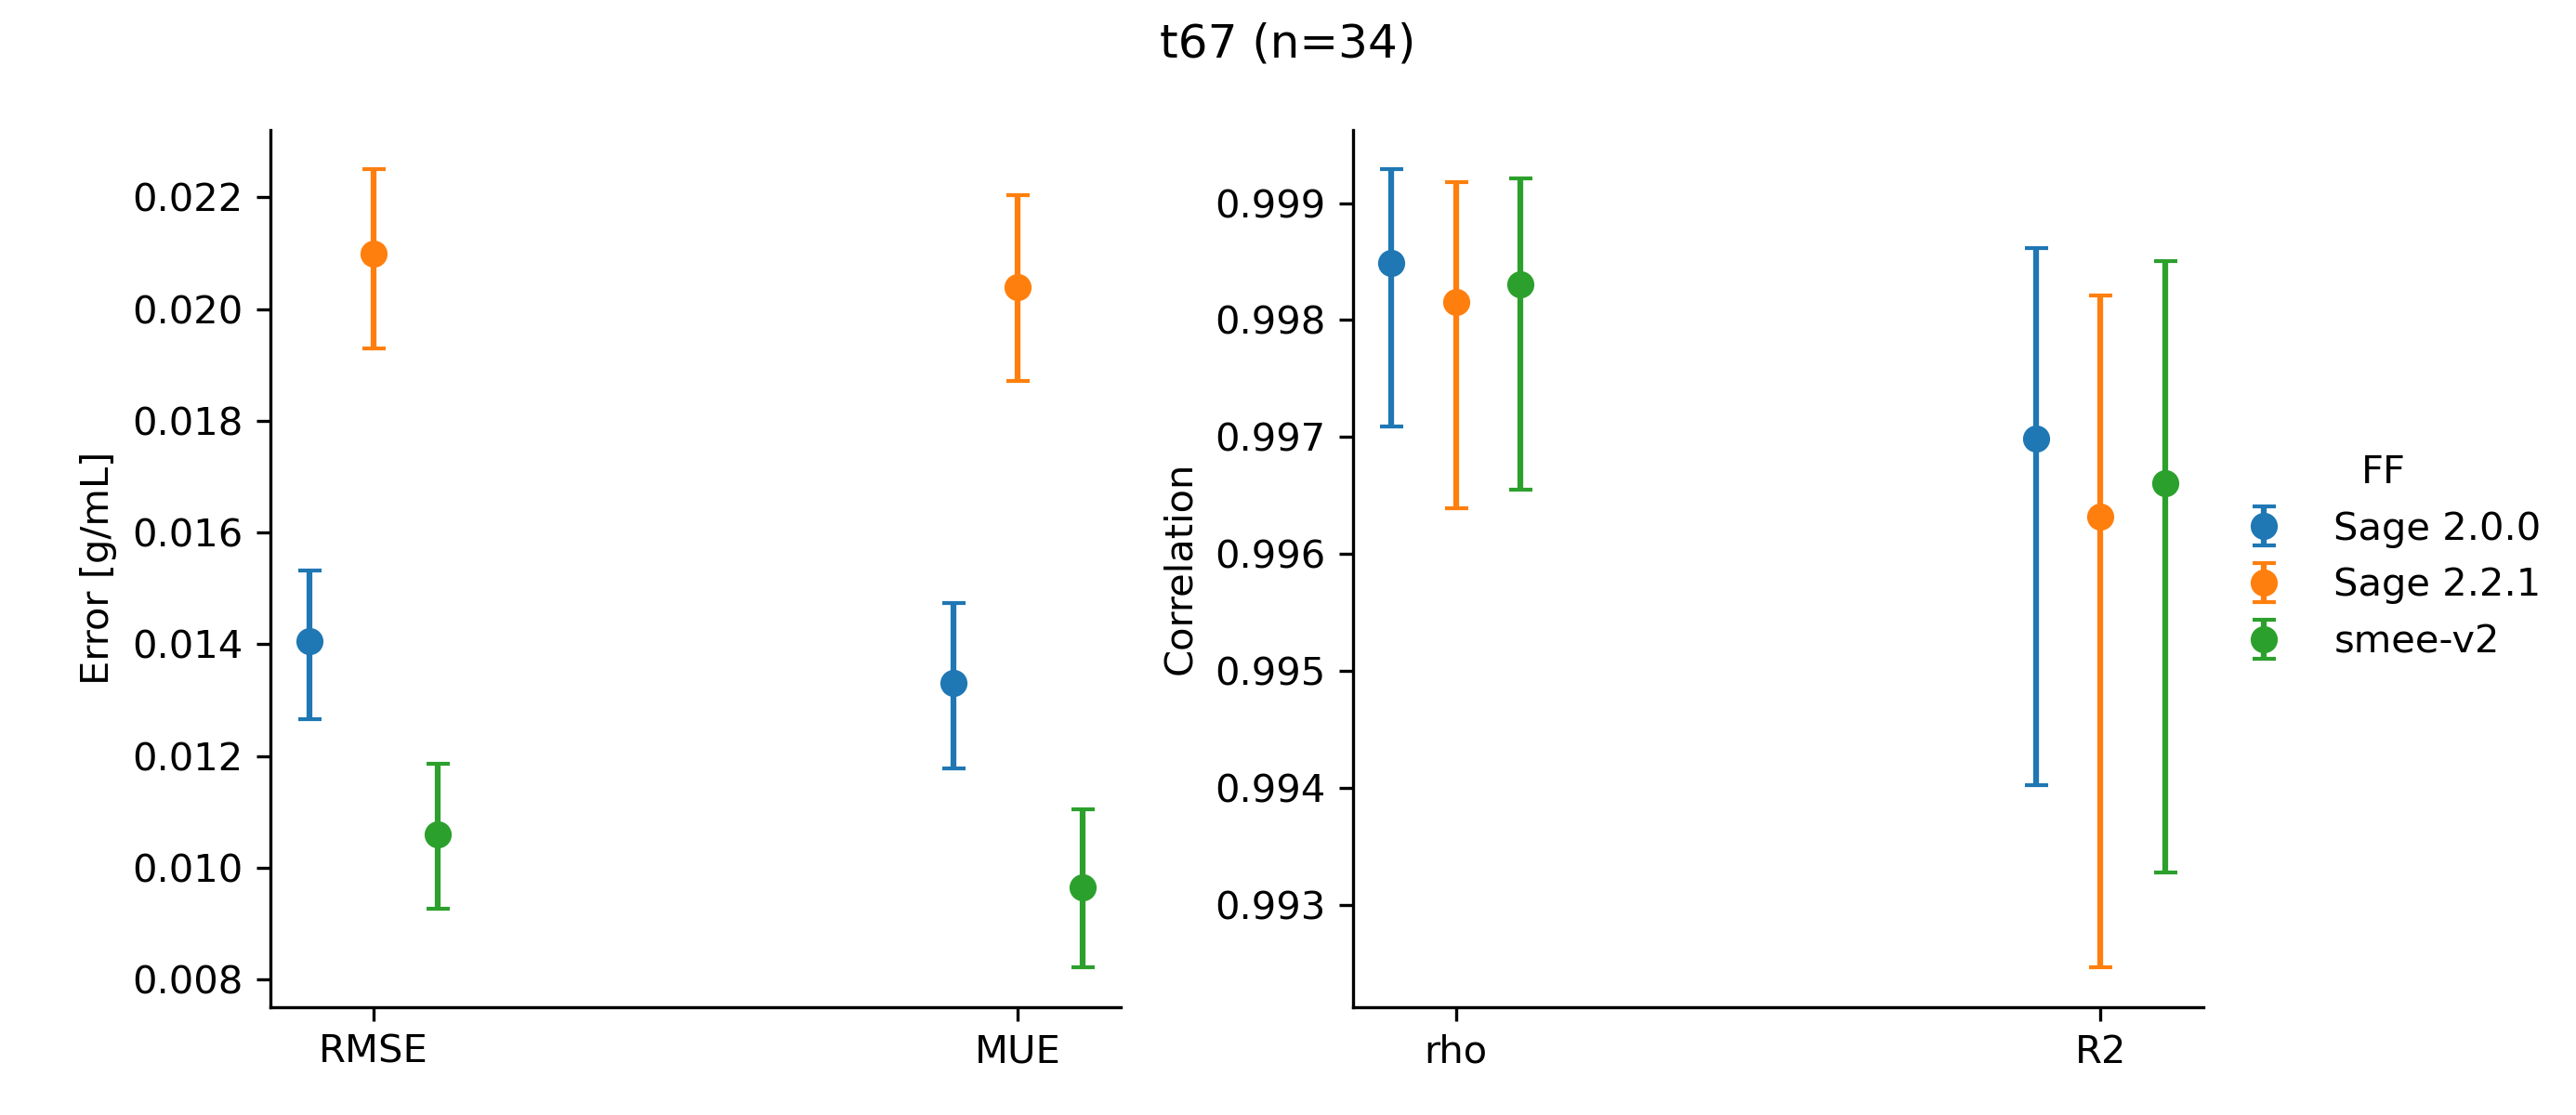 t67 (n=34)
Error [g/mL]
0.022
0.020
0.018
0.016
0.014
0.012
0.010
0.008
RMSE
MUE
Correlation
0.999
0.998
0.997
0.996
0.995
0.994
0.993
rho
R2
FF
Sage 2.0.0
Sage 2.2.1
smee-v2